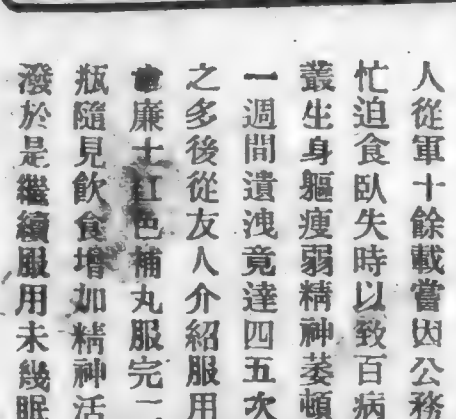 人從軍十餘載嘗因公務
忙迫食臥失時以致百病
叢生身軀瘦弱精神萎頓
一週間遺洩竟達四五次
之多後從友人介紹服用
韋廉士紅色補丸服完二
瓶隨見飲食增加精神活
潑於是繼續服用未幾眠